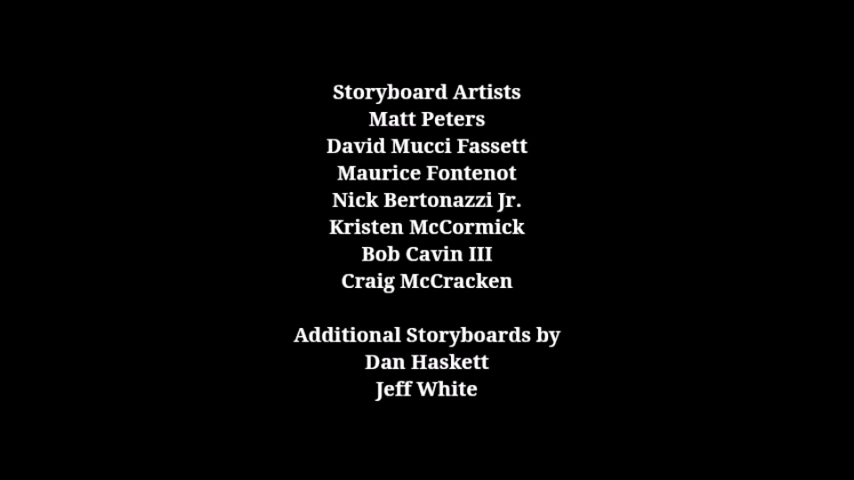 Storyboard Artists
Matt Peters
David Mucci Fassett
Maurice Fontenot
Nick Bertonazzi Jr.
Kristen McCormick
Bob Cavin III
Craig McCracken
Additional Storyboards by
Dan Haskett
Jeff White